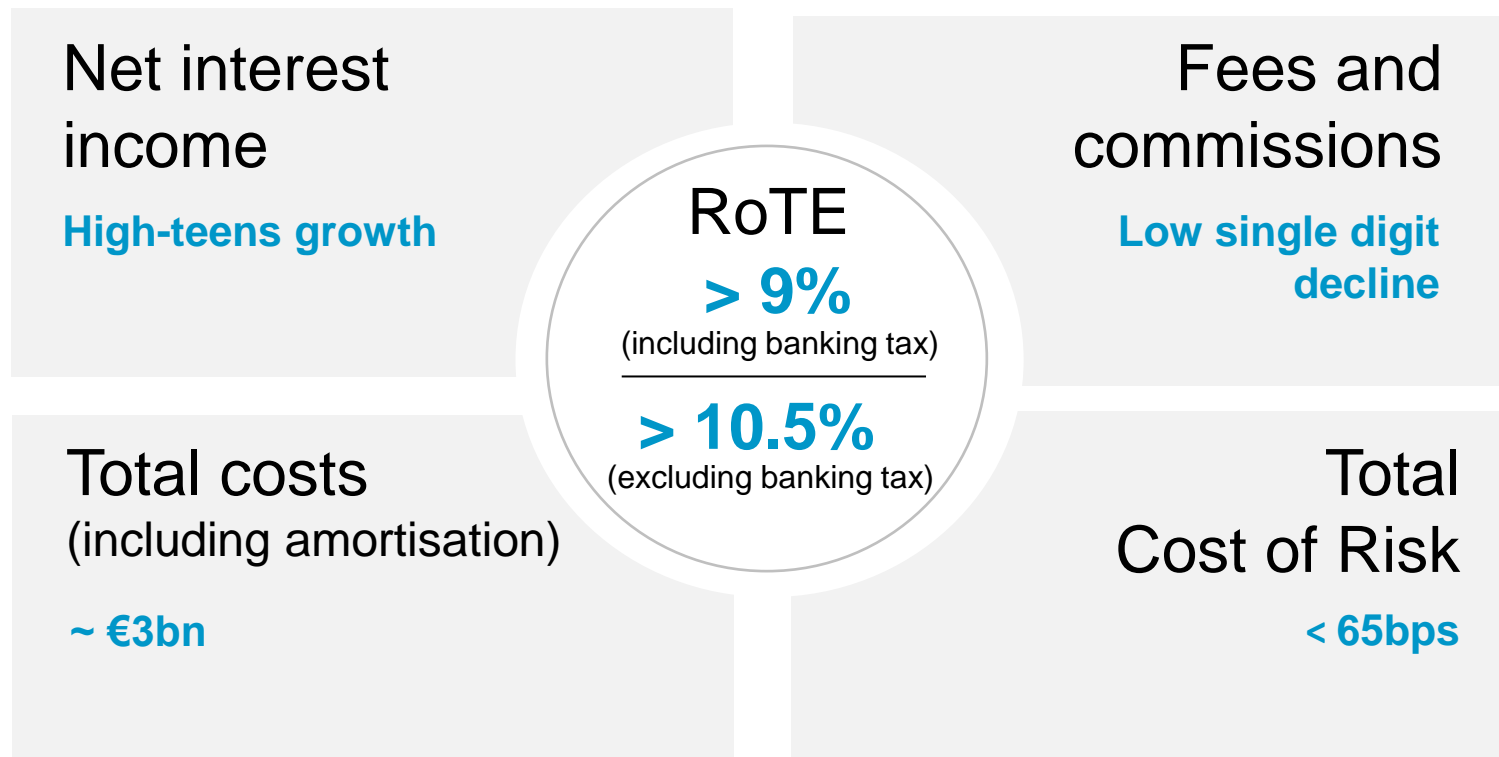 Net interest
income
High-teens growth
Fees and
commissions
Low single digit
decline
RoTE
> 9%
(including banking tax)
> 10.5%
(excluding banking tax)
Total costs
(including amortisation)
~ €3bn
Total
Cost of Risk
< 65bps